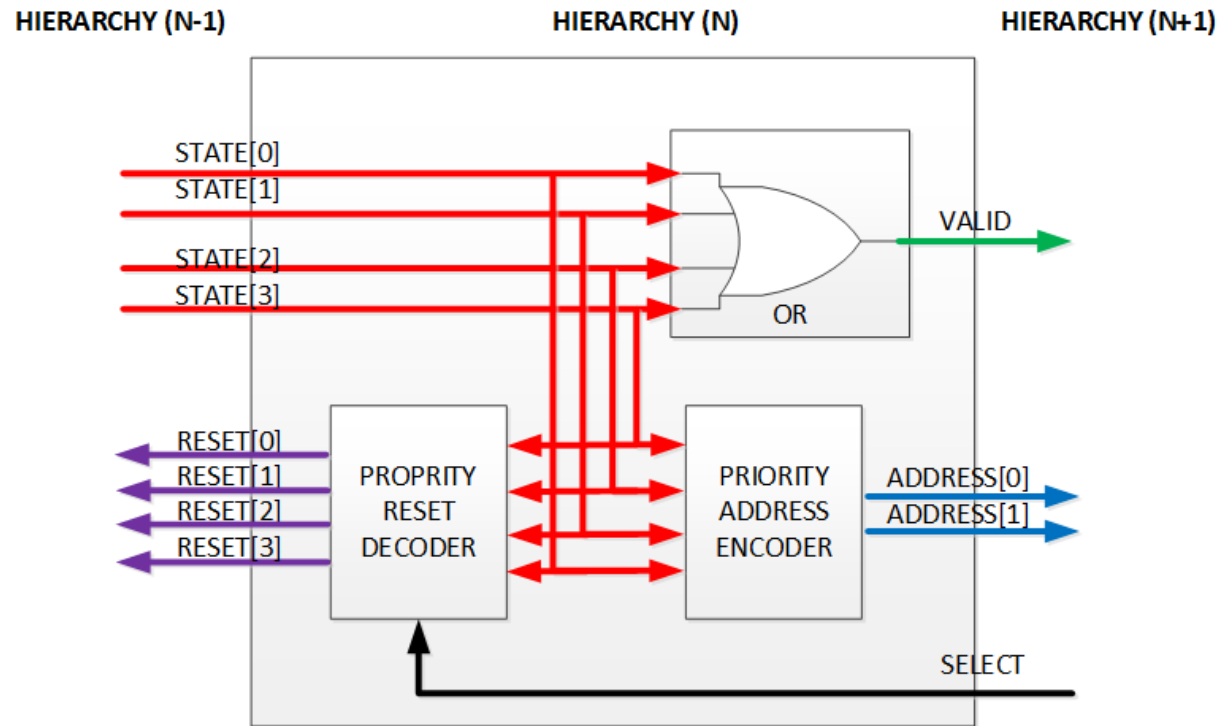 HIERARCHY (N-1)
HIERARCHY (N)
HIERARCHY (N+1)
STATE[0]
STATE[1]
STATE[2]
STATE[3]
VALID
OR
RESET[0]
RESET[1]
RESET[2]
RESET[3]
PROPRITY
RESET
DECODER
PRIORITY
ADDRESS
ENCODER
ADDRESS[0]
ADDRESS[1]
SELECT